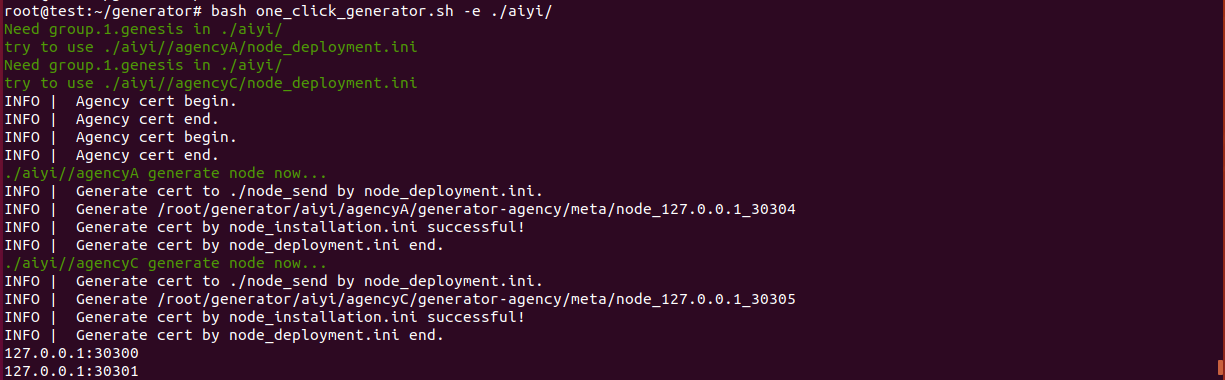 root@test:~/generator# bash one_click_generator.sh -e ./aiyi/
Need group.1.genesis in ./aiyi/
try to use ./aiyi//agencyA/node_deployment.ini
Need group.1.genesis in ./aiyi/
try to use ./aiyi//agencyC/node_deployment.ini
INFO |  Agency cert begin.
INFO |  Agency cert end.
INFO |  Agency cert begin.
INFO |  Agency cert end.
./aiyi//agencyA generate node now...
INFO |  Generate cert to ./node_send by node_deployment.ini.
INFO |  Generate /root/generator/aiyi/agencyA/generator-agency/meta/node_127.0.0.1_30304
INFO |  Generate cert by node_installation.ini successful!
INFO |  Generate cert by node_deployment.ini end.
./aiyi//agencyC generate node now...
INFO |  Generate cert to ./node_send by node_deployment.ini.
INFO |  Generate /root/generator/aiyi/agencyC/generator-agency/meta/node_127.0.0.1_30305
INFO |  Generate cert by node_installation.ini successful!
INFO |  Generate cert by node_deployment.ini end.
127.0.0.1:30300
127.0.0.1:30301